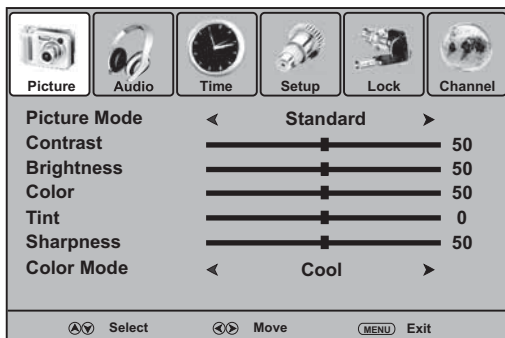 Picture Audio Time Setup Lock Channel
Picture Mode Standard
Contrast 50
Brightness 50
Color 50
Tint 0
Sharpness 50
Color Mode Cool
Select Move MENU Exit